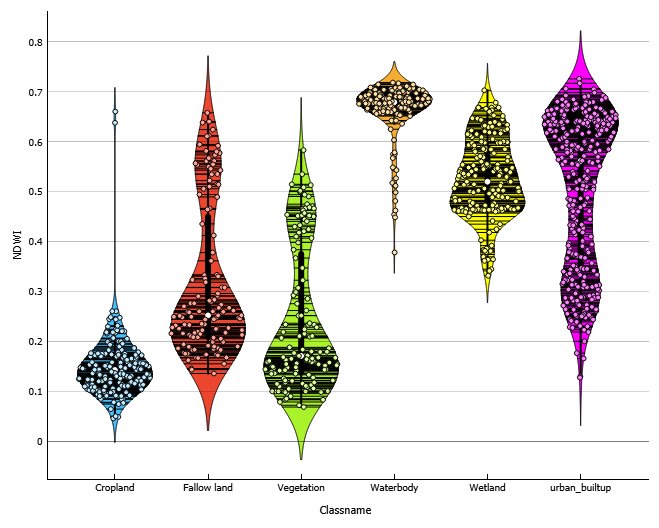 0.8
0.7
0.6
0.5
0.4
0.3
0.2
0.1
0
NDWI
Cropland
Fallow land
Vegetation
Waterbody
Wetland
urban_builtup
Classname